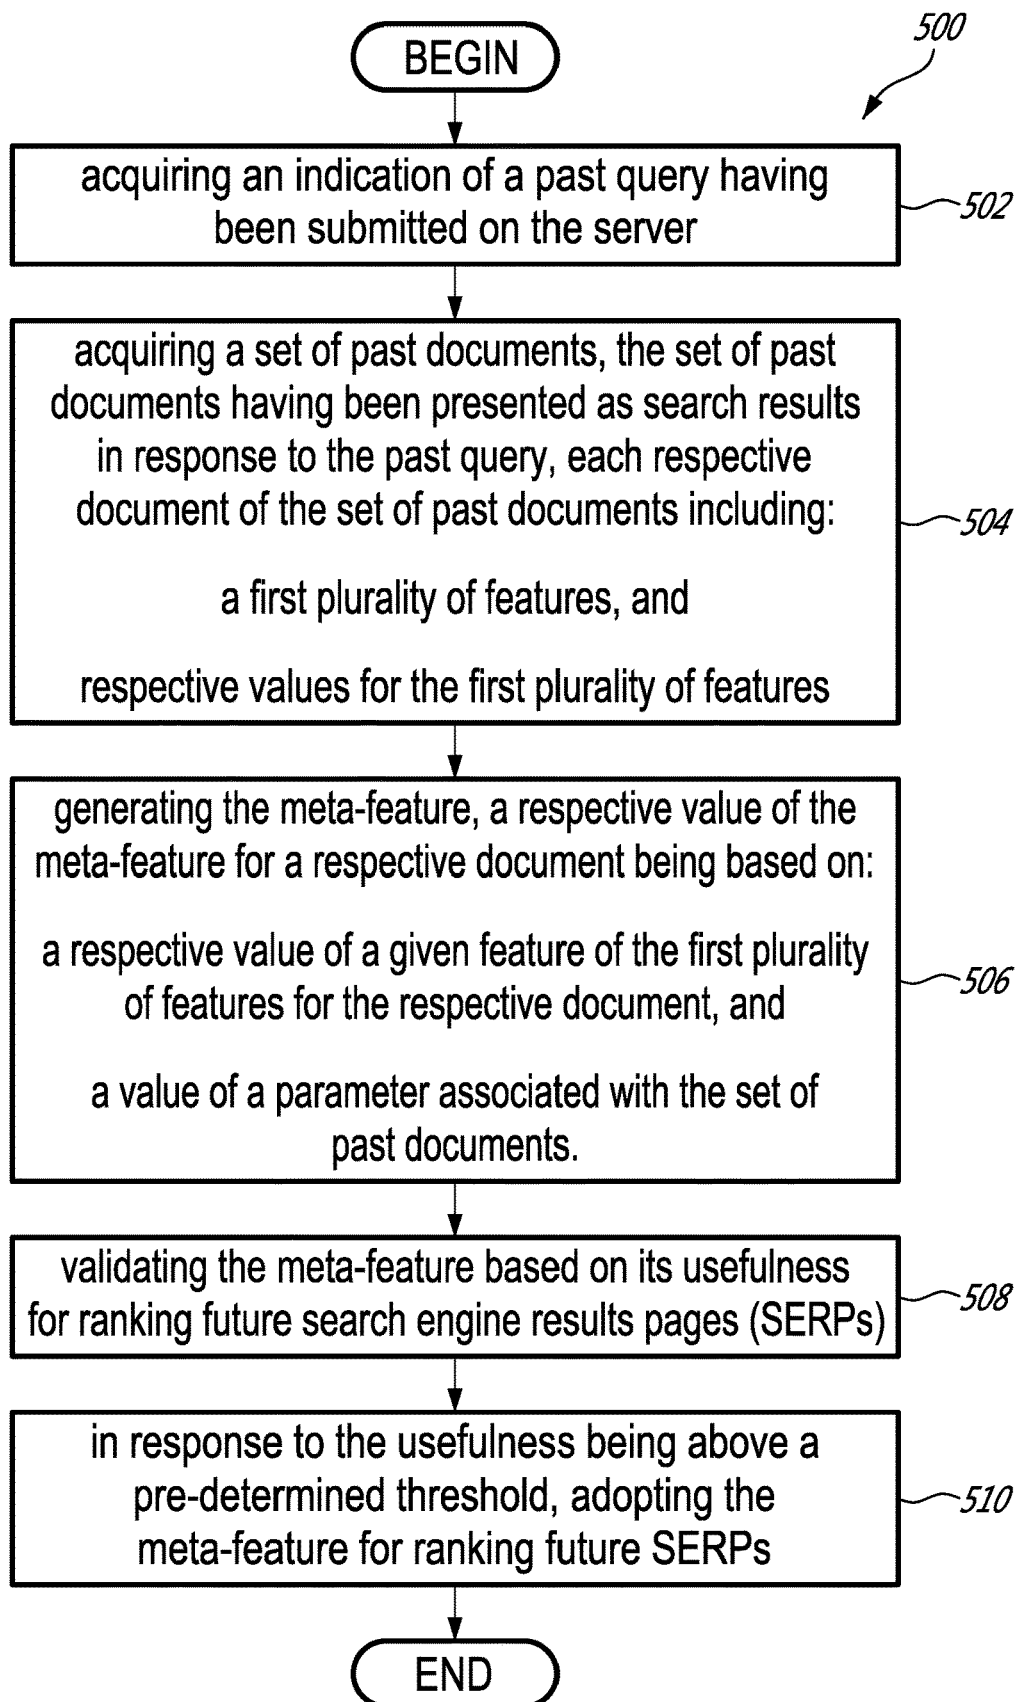 500
BEGIN
acquiring an indication of a past query having
been submitted on the server
502
acquiring a set of past documents, the set of past
documents having been presented as search results
in response to the past query, each respective
document of the set of past documents including:
a first plurality of features, and
respective values for the first plurality of features
504
generating the meta-feature, a respective value of the
meta-feature for a respective document being based on:
a respective value of a given feature of the first plurality
of features for the respective document, and
a value of a parameter associated with the set of
past documents.
506
validating the meta-feature based on its usefulness
for ranking future search engine results pages (SERPs)
508
in response to the usefulness being above a
pre-determined threshold, adopting the
meta-feature for ranking future SERPs
510
END